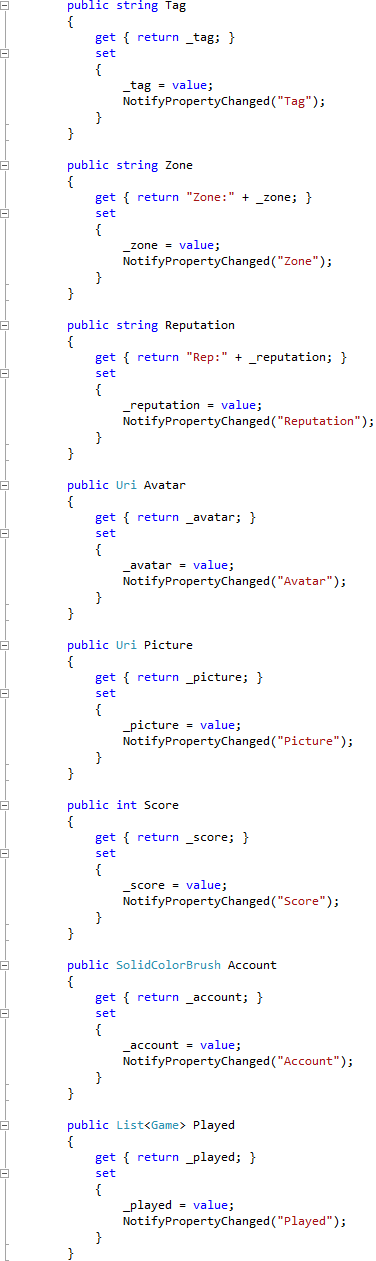 public string Tag
{
get { return _tag; }
set
{
_tag = value;
NotifyPropertyChanged("Tag");
}
}
public string Zone
{
get { return "Zone:" + _zone; }
set
{
_zone = value;
NotifyPropertyChanged("Zone");
}
}
public string Reputation
{
get { return "Rep:" + _reputation; }
set
{
_reputation = value;
NotifyPropertyChanged("Reputation");
}
}
public Uri Avatar
{
get { return _avatar; }
set
{
_avatar = value;
NotifyPropertyChanged("Avatar");
}
}
public Uri Picture
{
get { return _picture; }
set
{
_picture = value;
NotifyPropertyChanged("Picture");
}
}
public int Score
{
get { return _score; }
set
{
_score = value;
NotifyPropertyChanged("Score");
}
}
public SolidColorBrush Account
{
get { return _account; }
set
{
_account = value;
NotifyPropertyChanged("Account");
}
}
public List<Game> Played
{
get { return _played; }
set
{
_played = value;
NotifyPropertyChanged("Played");
}
}